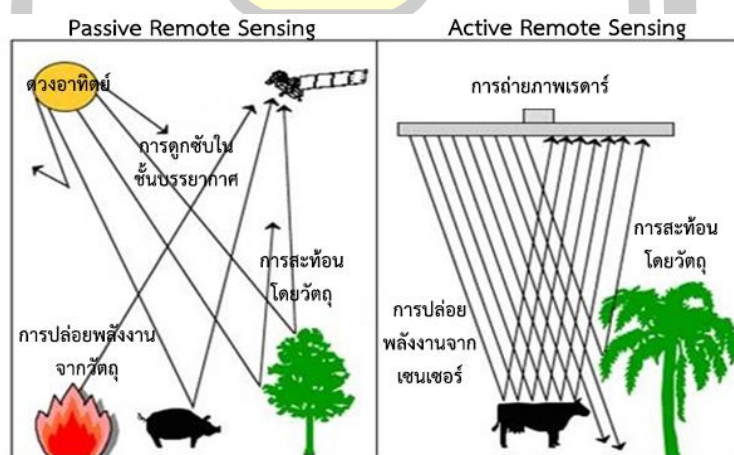 Passive Remote Sensing
ดวงอาทิตย์
การดูกซับใน
ชั้นบรรยากาศ
การสะท้อน
โดยวัตถุ
การปล่อยพลังงาน
จากวัตถุ
Active Remote Sensing
การถ่ายภาพเรดาร์
การสะท้อน
โดยวัตถุ
การปล่อย
พลังงานจาก
เซนเซอร์